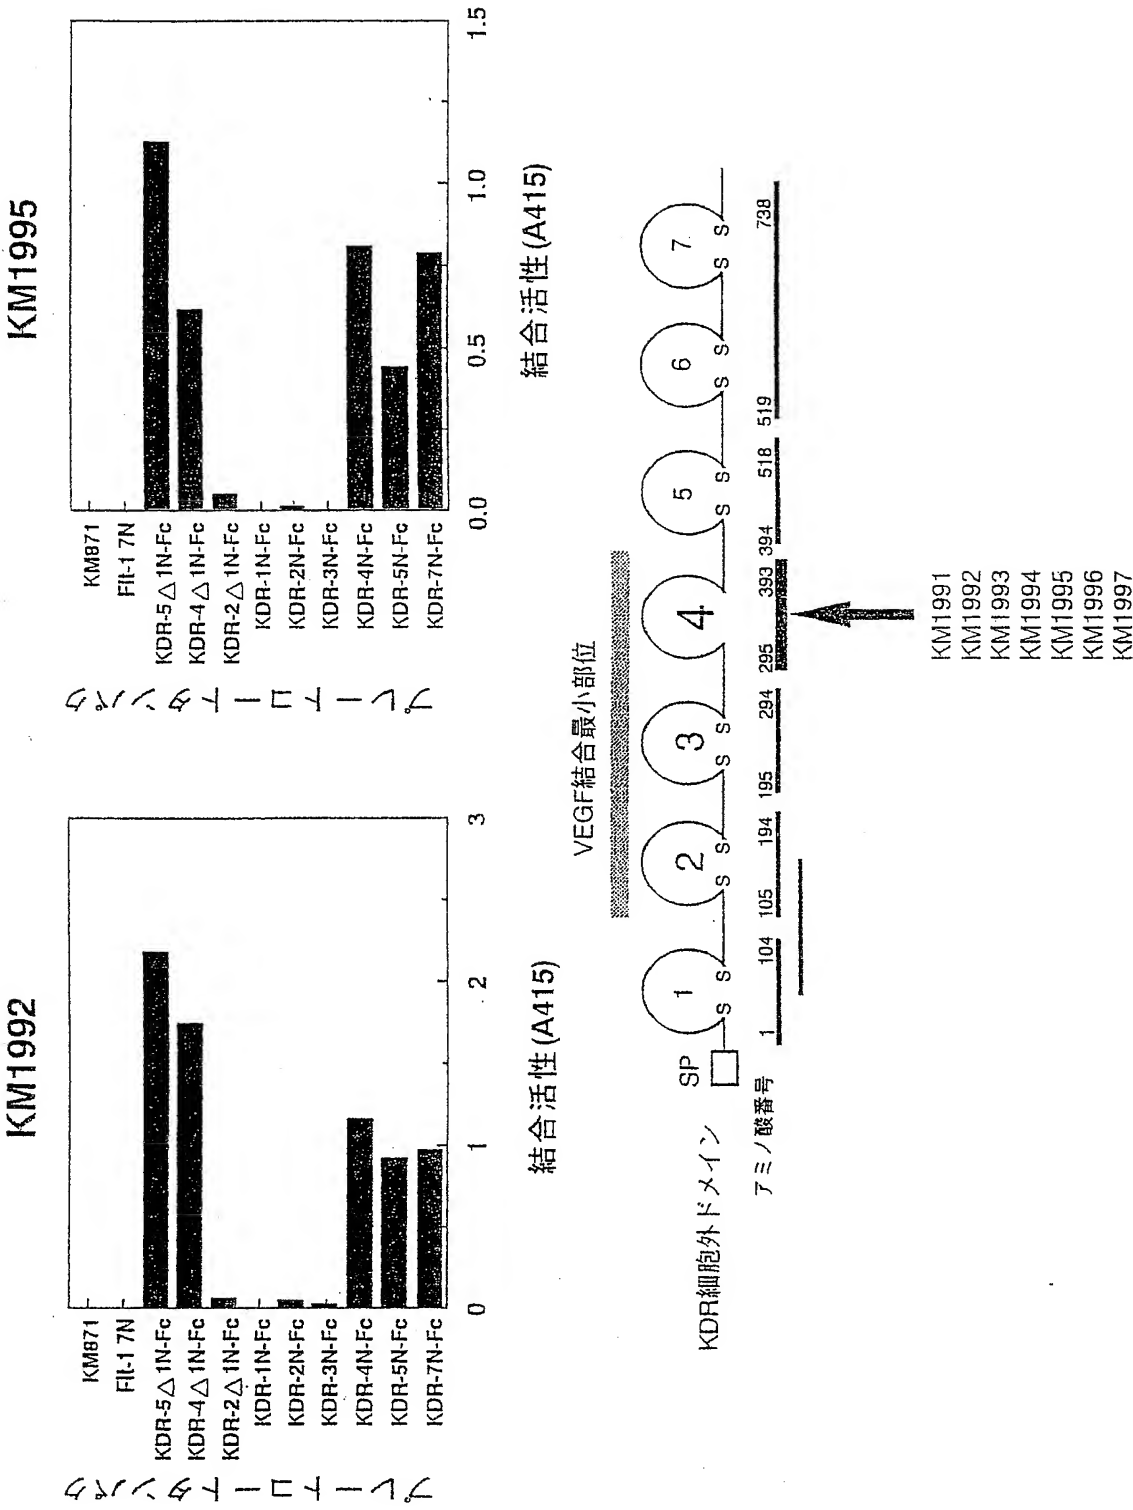 KM1992
プレートコートタンパク
KM871
Flt-1 7N
KDR-5△1N-Fc
KDR-4△1N-Fc
KDR-2△1N-Fc
KDR-1N-Fc
KDR-2N-Fc
KDR-3N-Fc
KDR-4N-Fc
KDR-5N-Fc
KDR-7N-Fc
0 1 2 3
結合活性(A415)
KM1995
プレートコートタンパク
KM871
Flt-1 7N
KDR-5△1N-Fc
KDR-4△1N-Fc
KDR-2△1N-Fc
KDR-1N-Fc
KDR-2N-Fc
KDR-3N-Fc
KDR-4N-Fc
KDR-5N-Fc
KDR-7N-Fc
0.0 0.5 1.0 1.5
結合活性(A415)
VEGF結合最小部位
SP 1 2 3 4 5 6 7
KDR細胞外ドメイン
S S S S S S S S S S S S
アミノ酸番号 1 104 105 194 195 294 295 393 394 518 519 738
KM1991
KM1992
KM1993
KM1994
KM1995
KM1996
KM1997